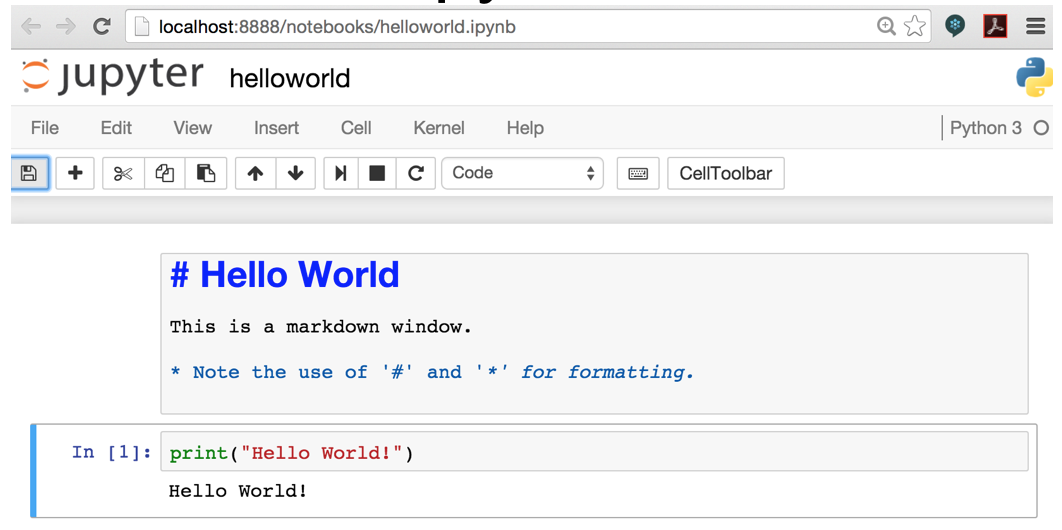 localhost:8888/notebooks/helloworld.ipynb
jupyter helloworld
File Edit View Insert Cell Kernel Help Python 3
Code CellToolbar
# Hello World
This is a markdown window.
* Note the use of '#' and '*' for formatting.
In [1]: print("Hello World!")
Hello World!